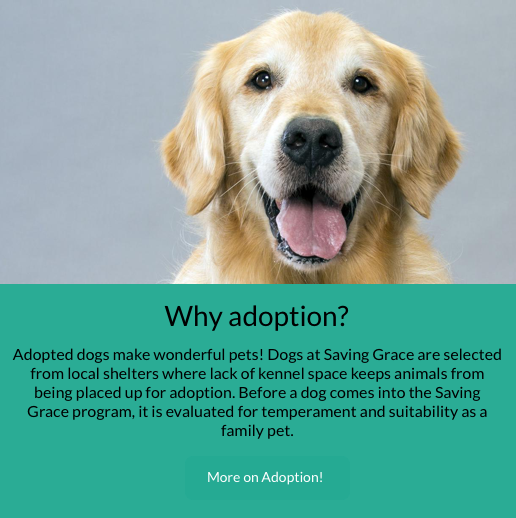 Why adoption?
Adopted dogs make wonderful pets! Dogs at Saving Grace are selected
from local shelters where lack of kennel space keeps animals from
being placed up for adoption. Before a dog comes into the Saving
Grace program, it is evaluated for temperament and suitability as a
family pet.
More on Adoption!